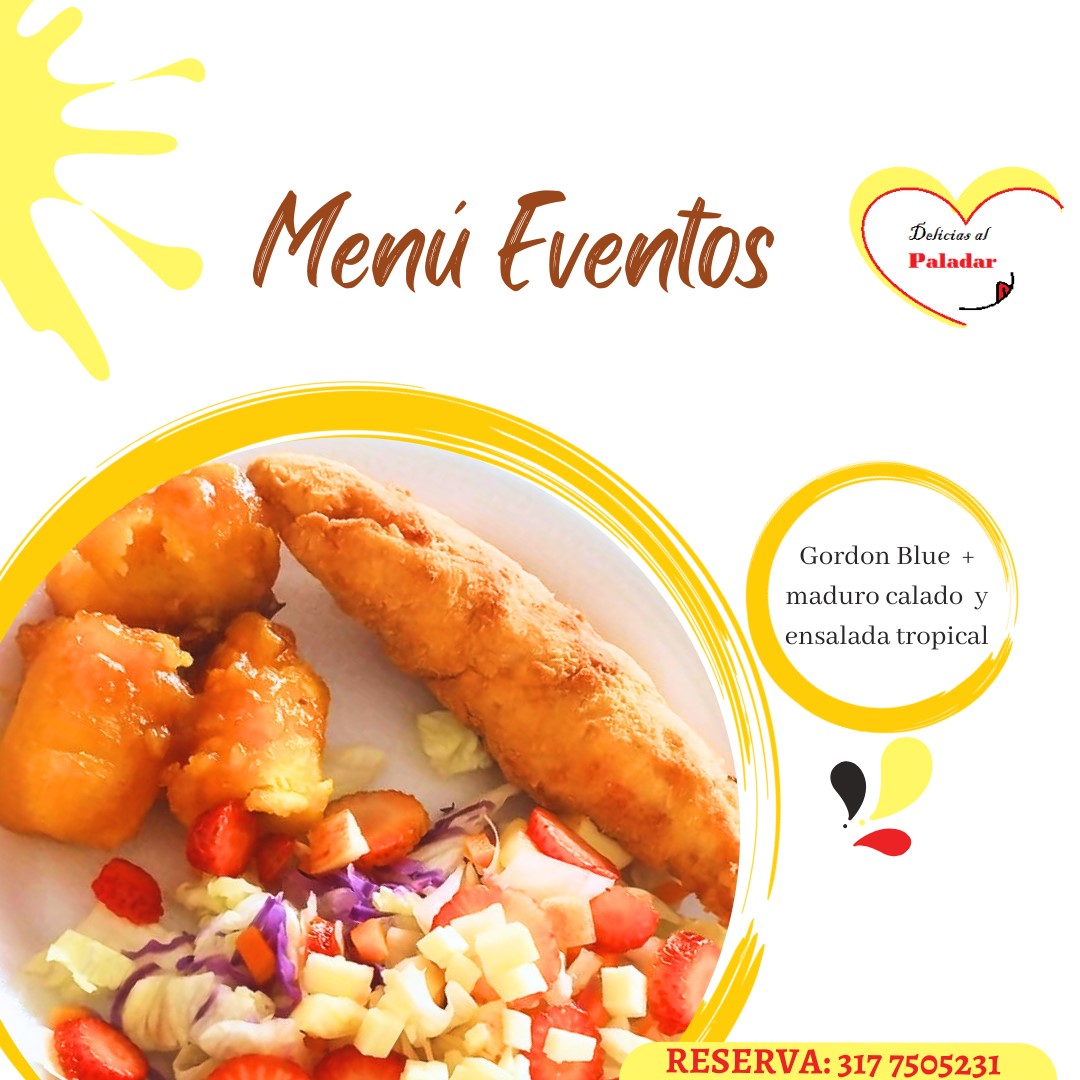 Menú Eventos
Delicias al
Paladar
Gordon Blue +
maduro calado y
ensalada tropical
RESERVA: 317 7505231